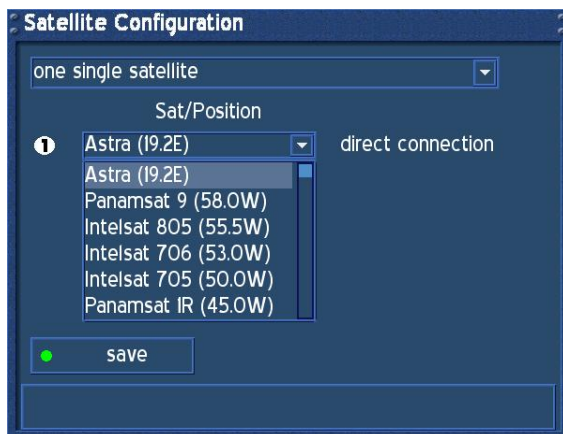 Satellite Configuration
one single satellite
Sat/Position
1 Astra (19.2E) direct connection
Astra (19.2E)
Panamsat 9 (58.0W)
Intelsat 805 (55.5W)
Intelsat 706 (53.0W)
Intelsat 705 (50.0W)
Panamsat 1R (45.0W)
save